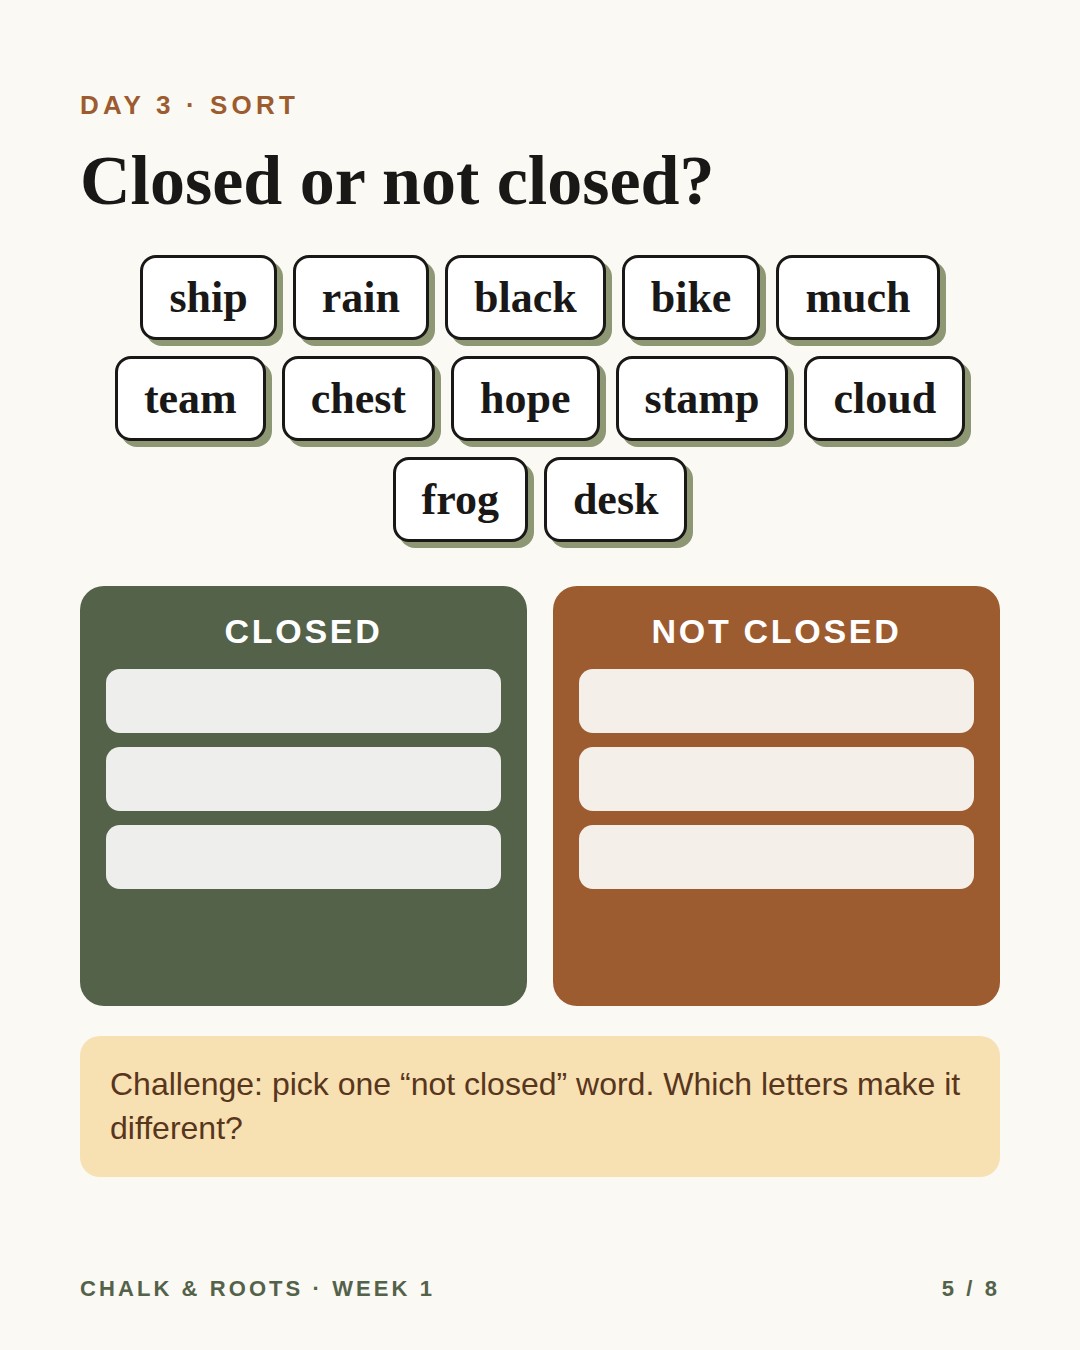 DAY 3 · SORT
Closed or not closed?
ship rain black bike much
team chest hope stamp cloud
frog desk
CLOSED
NOT CLOSED
Challenge: pick one “not closed” word. Which letters make it
different?
CHALK & ROOTS · WEEK 1
5 / 8